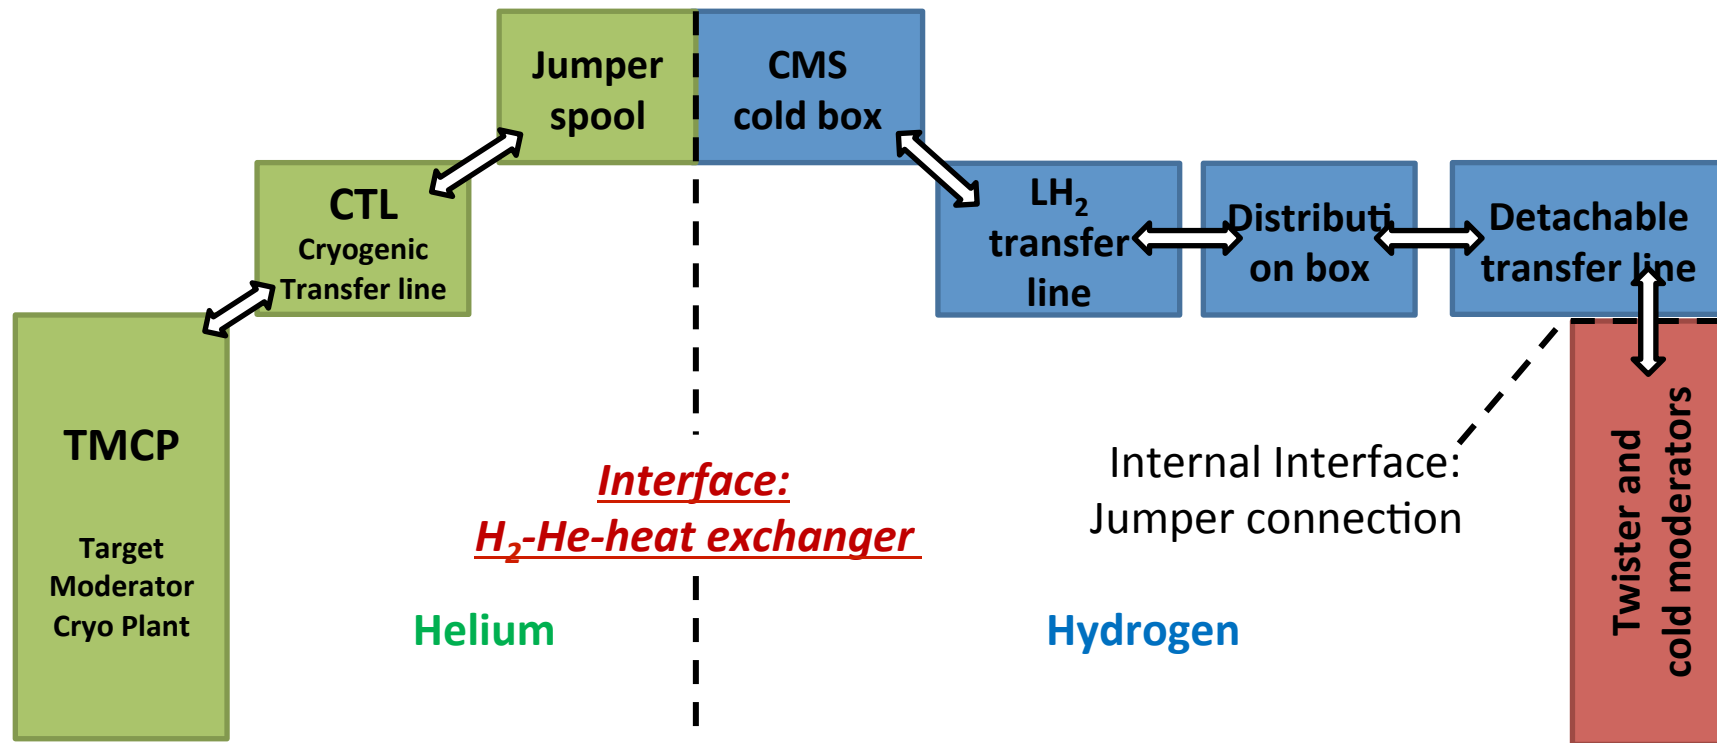 Jumper
spool
CMS
cold box
CTL
Cryogenic
Transfer line
LH₂
transfer
line
Distributi
on box
Detachable
transfer line
TMCP
Target
Moderator
Cryo Plant
Interface:
H₂-He-heat exchanger
Internal Interface:
Jumper connection
Twister and
cold moderators
Helium
Hydrogen